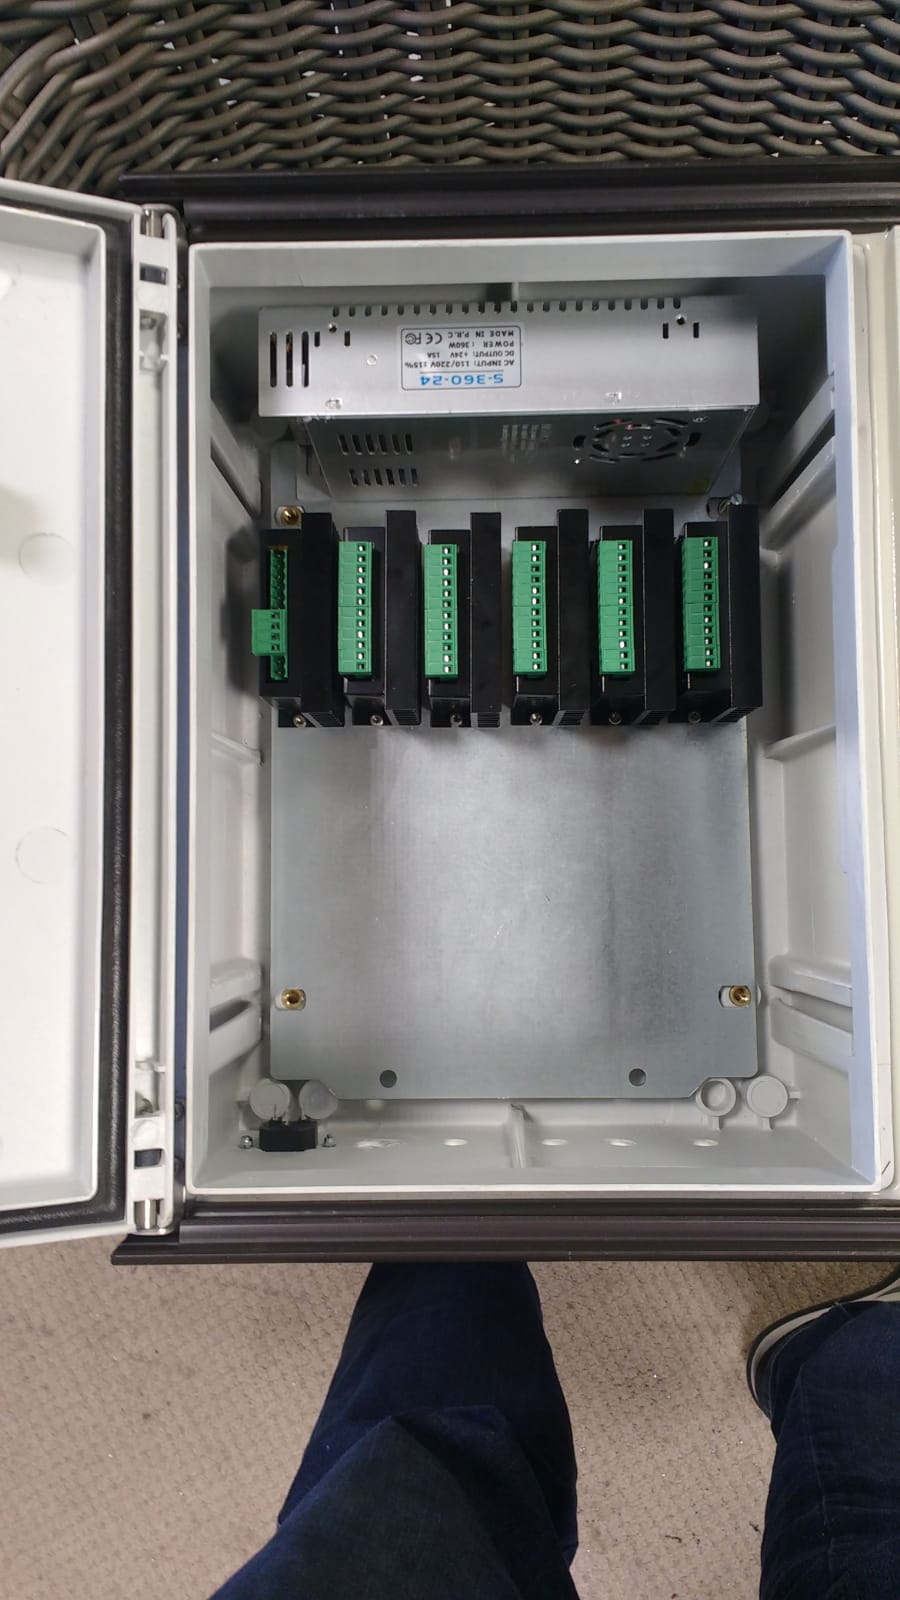 S-360-24
AC INPUT: 110/220V ±15%
DC OUTPUT: +24V 15A
POWER : 360W
MADE IN P.R.C CE FC